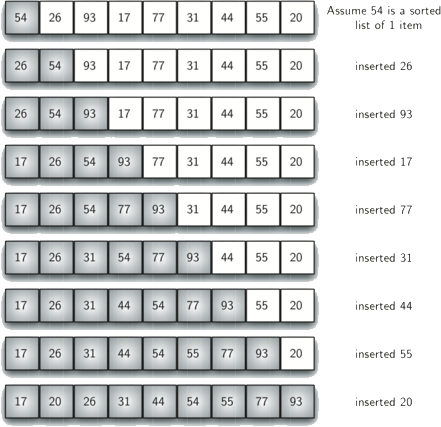 54 26 93 17 77 31 44 55 20 Assume 54 is a sorted
list of 1 item
26 54 93 17 77 31 44 55 20 inserted 26
26 54 93 17 77 31 44 55 20 inserted 93
17 26 54 93 77 31 44 55 20 inserted 17
17 26 54 77 93 31 44 55 20 inserted 77
17 26 31 54 77 93 44 55 20 inserted 31
17 26 31 44 54 77 93 55 20 inserted 44
17 26 31 44 54 55 77 93 20 inserted 55
17 20 26 31 44 54 55 77 93 inserted 20